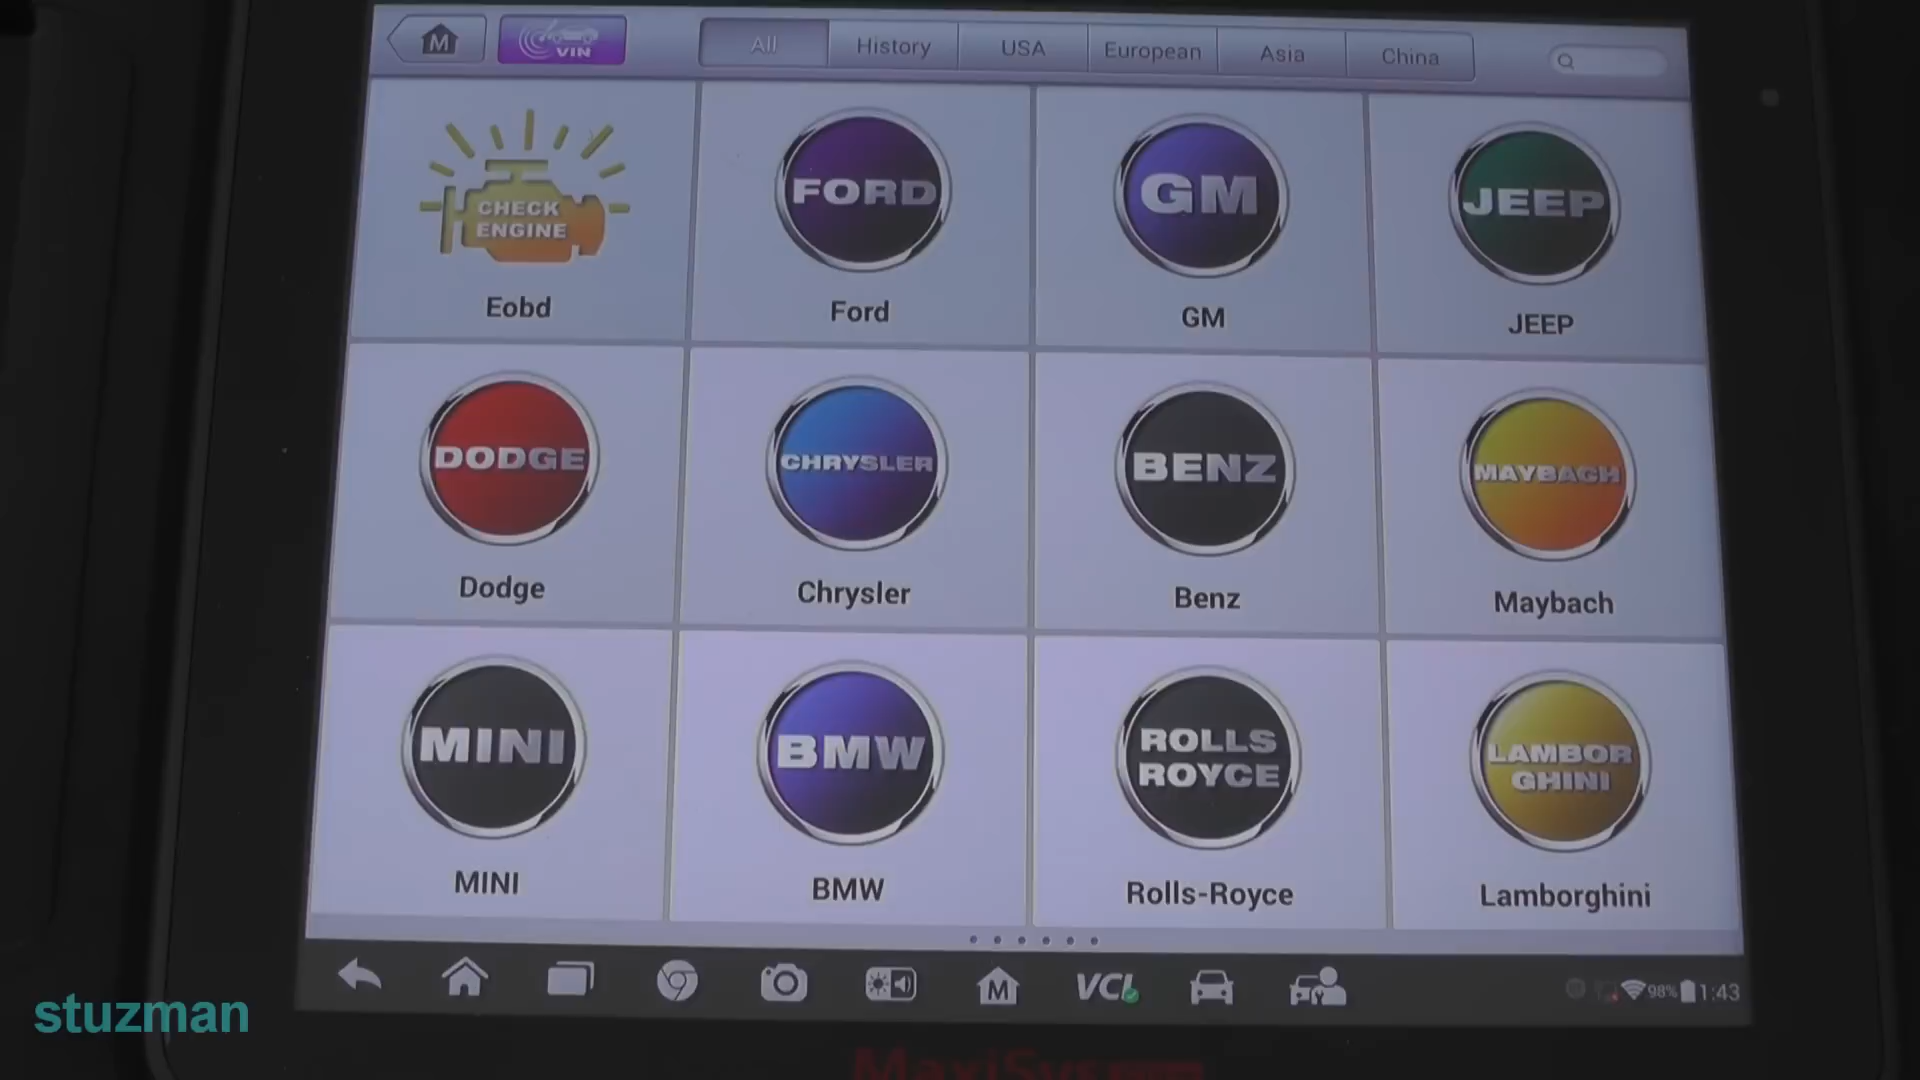 M
VIN
All
History
USA
European
Asia
China
CHECK
ENGINE
Eobd
FORD
Ford
GM
GM
JEEP
JEEP
DODGE
Dodge
CHRYSLER
Chrysler
BENZ
Benz
MAYBACH
Maybach
MINI
MINI
BMW
BMW
ROLLS
ROYCE
Rolls-Royce
LAMBOR
GHINI
Lamborghini
M
VCI
98%
1:43
stuzman
MaxiSys